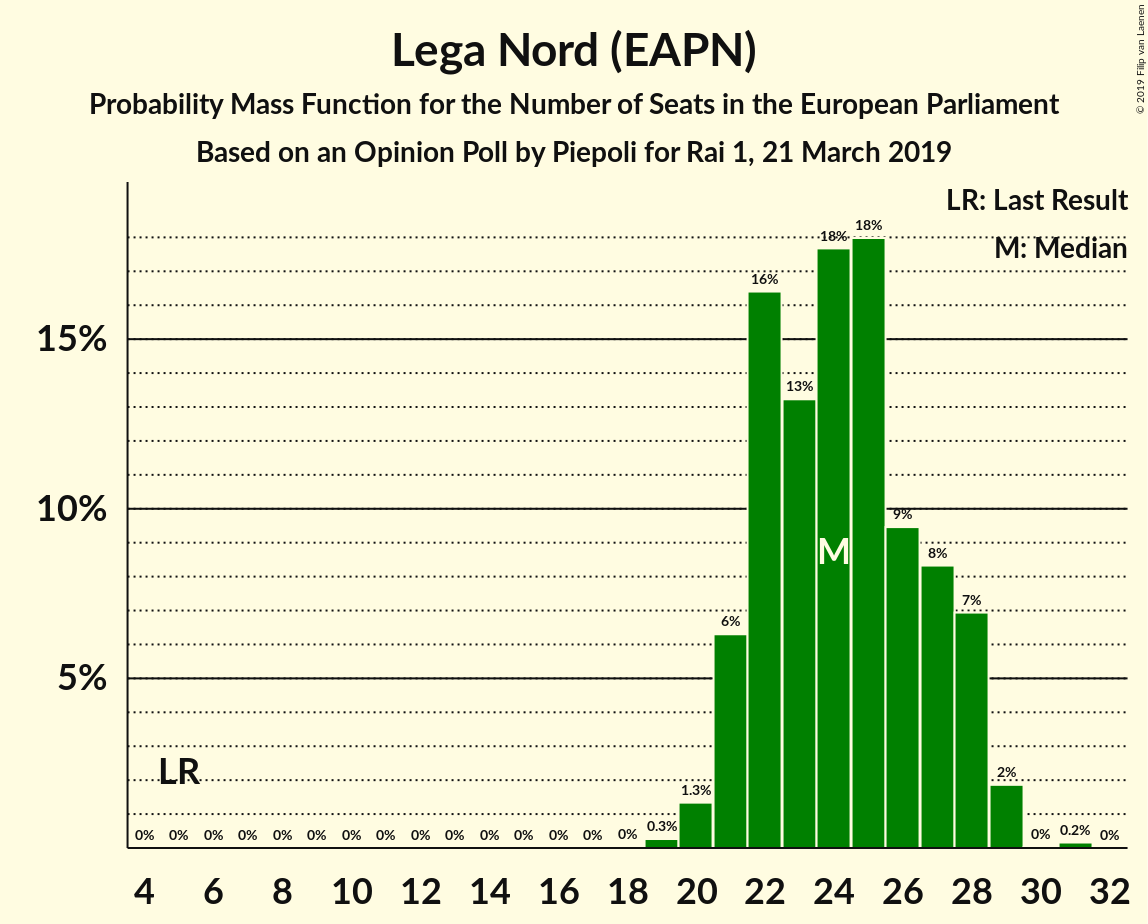 Lega Nord (EAPN)
Probability Mass Function for the Number of Seats in the European Parliament
Based on an Opinion Poll by Piepoli for Rai 1, 21 March 2019
© 2019 Filip van Laenen
LR: Last Result
M: Median
15%
10%
5%
LR
M
0% 0% 0% 0% 0% 0% 0% 0% 0% 0% 0% 0% 0% 0% 0% 0.3% 1.3% 6% 16% 13% 18% 18% 9% 8% 7% 2% 0% 0.2% 0%
4 6 8 10 12 14 16 18 20 22 24 26 28 30 32